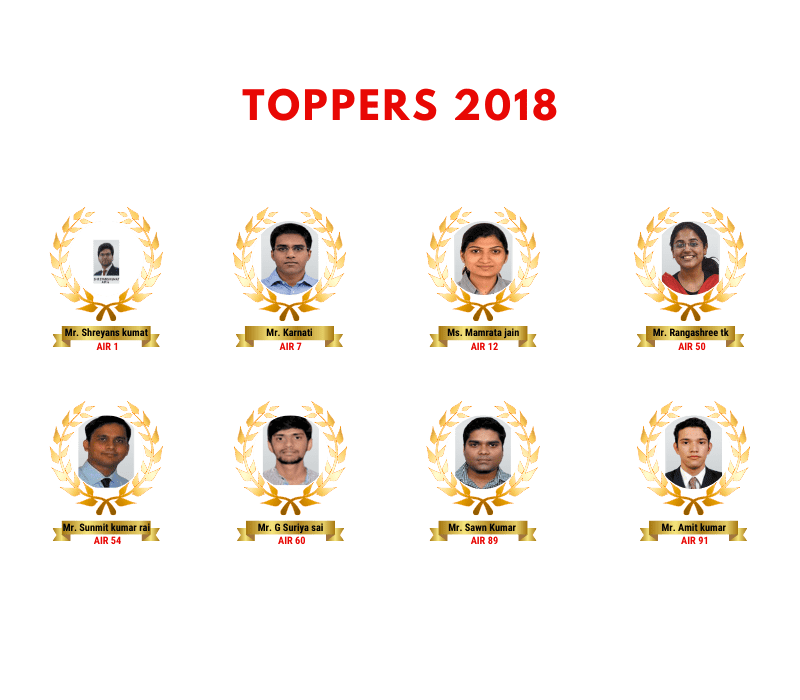 TOPPERS 2018
Mr. Shreyans kumat
AIR 1
Mr. Karnati
AIR 7
Ms. Mamrata jain
AIR 12
Mr. Rangashree tk
AIR 50
Mr. Sunmit kumar rai
AIR 54
Mr. G Suriya sai
AIR 60
Mr. Sawn Kumar
AIR 89
Mr. Amit kumar
AIR 91